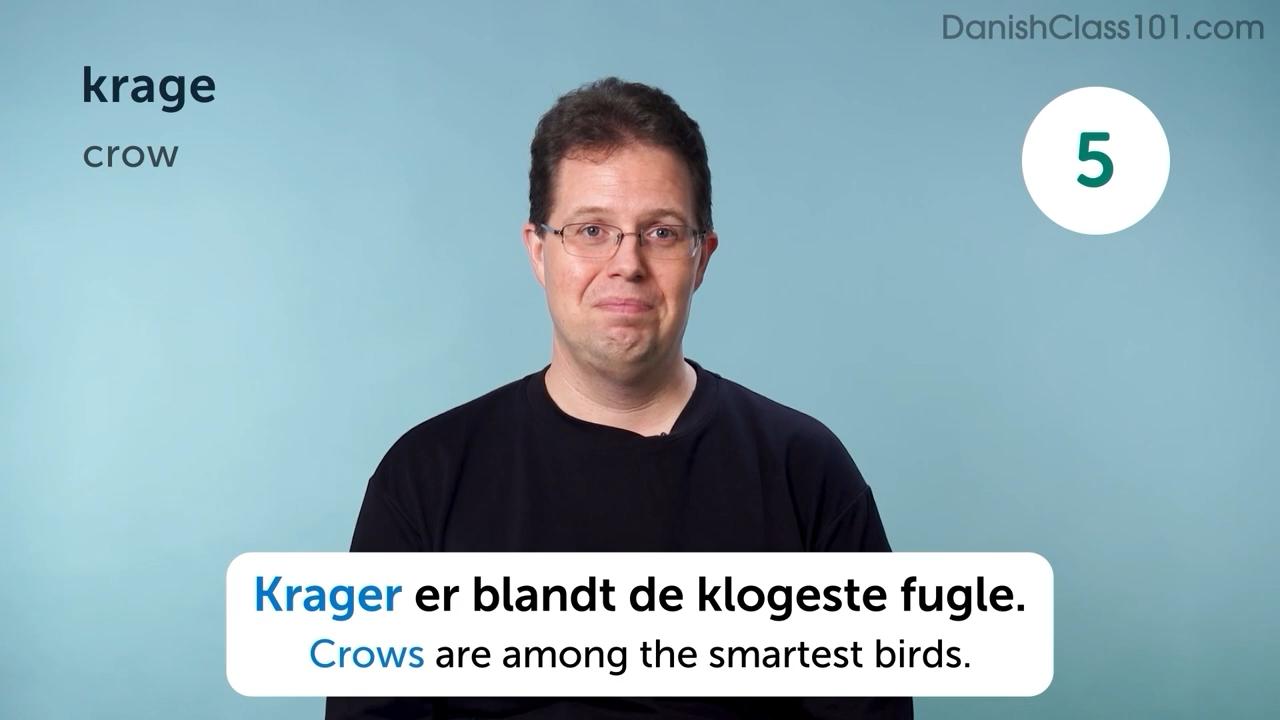 DanishClass101.com
krage
crow
5
Krager er blandt de klogeste fugle.
Crows are among the smartest birds.